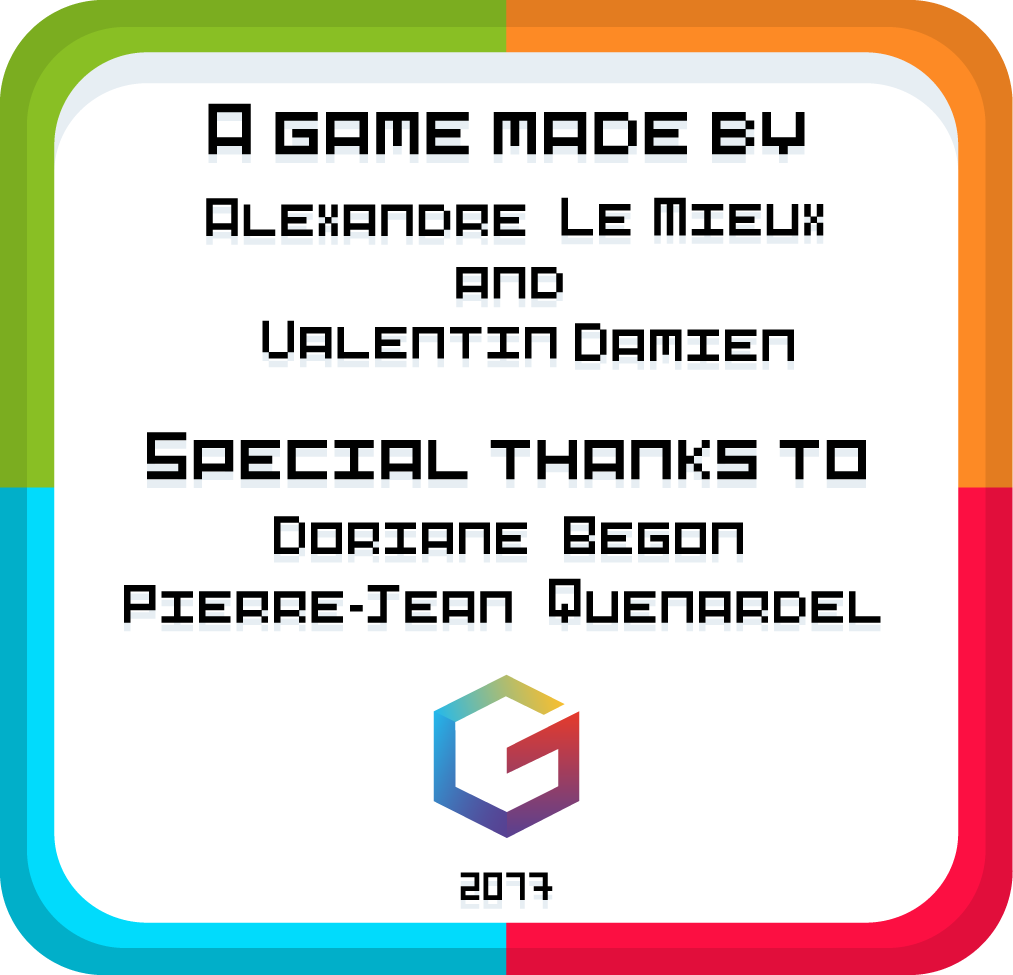 A game made by
Alexandre Le Mieux
and
Valentin Damien
Special thanks to
Doriane Begon
Pierre-Jean Quenardel
G
2017